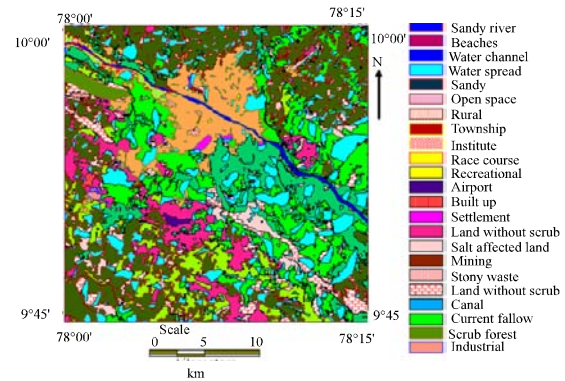 78°00'
78°15'
10°00'
10°00'
N
9°45'
9°45
78°00'
78°15'
Scale
0 5 10
km
Sandy river
Beaches
Water channel
Water spread
Sandy
Open space
Rural
Township
Institute
Race course
Recreational
Airport
Built up
Settlement
Land without scrub
Salt affected land
Mining
Stony waste
Land without scrub
Canal
Current fallow
Scrub forest
Industrial